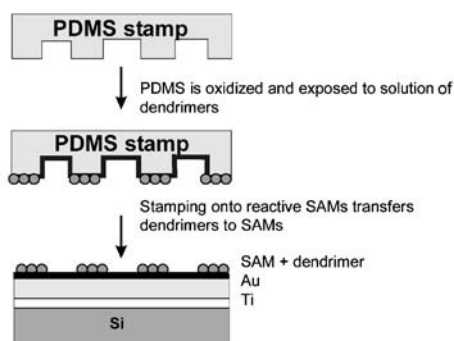 PDMS stamp
PDMS is oxidized and exposed to solution of
dendrimers
PDMS stamp
Stamping onto reactive SAMs transfers
dendrimers to SAMs
SAM + dendrimer
Au
Ti
Si